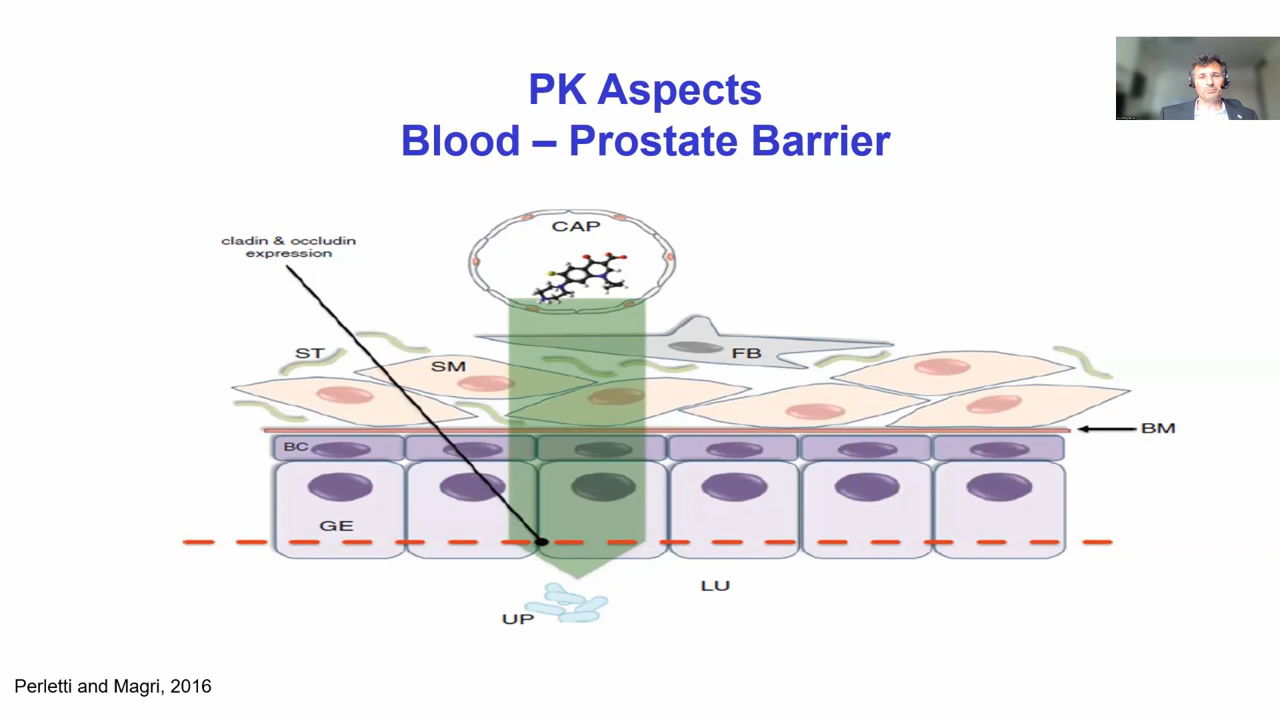 PK Aspects
Blood – Prostate Barrier
cladin & occludin
expression
CAP
ST
SM
FB
BM
BC
GE
LU
UP
Perletti and Magri, 2016